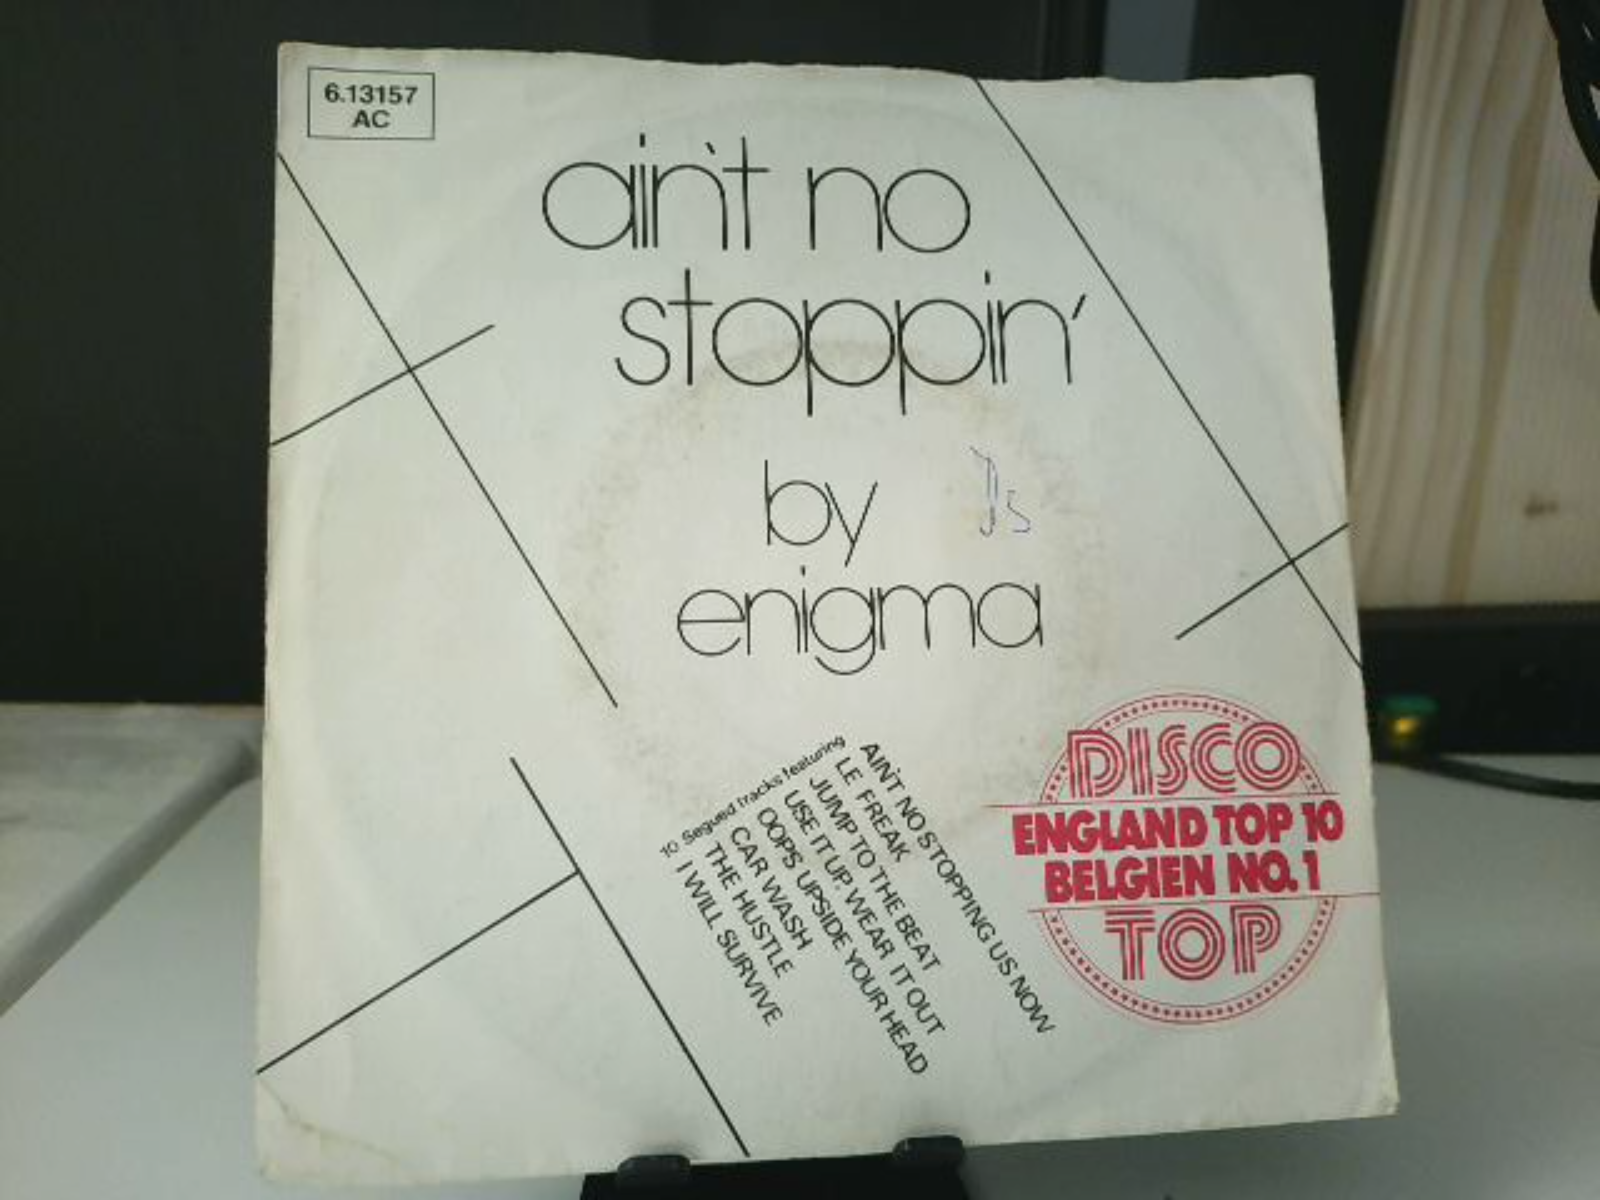 6.13157
AC
ain't no
stoppin'
by
enigma
10 Segued tracks featuring
AIN'T NO STOPPING US NOW
LE FREAK
JUMP TO THE BEAT
USE IT UP, WEAR IT OUT
OOPS UPSIDE YOUR HEAD
CAR WASH
THE HUSTLE
I WILL SURVIVE
DISCO
ENGLAND TOP 10
BELGIEN NO. 1
TOP